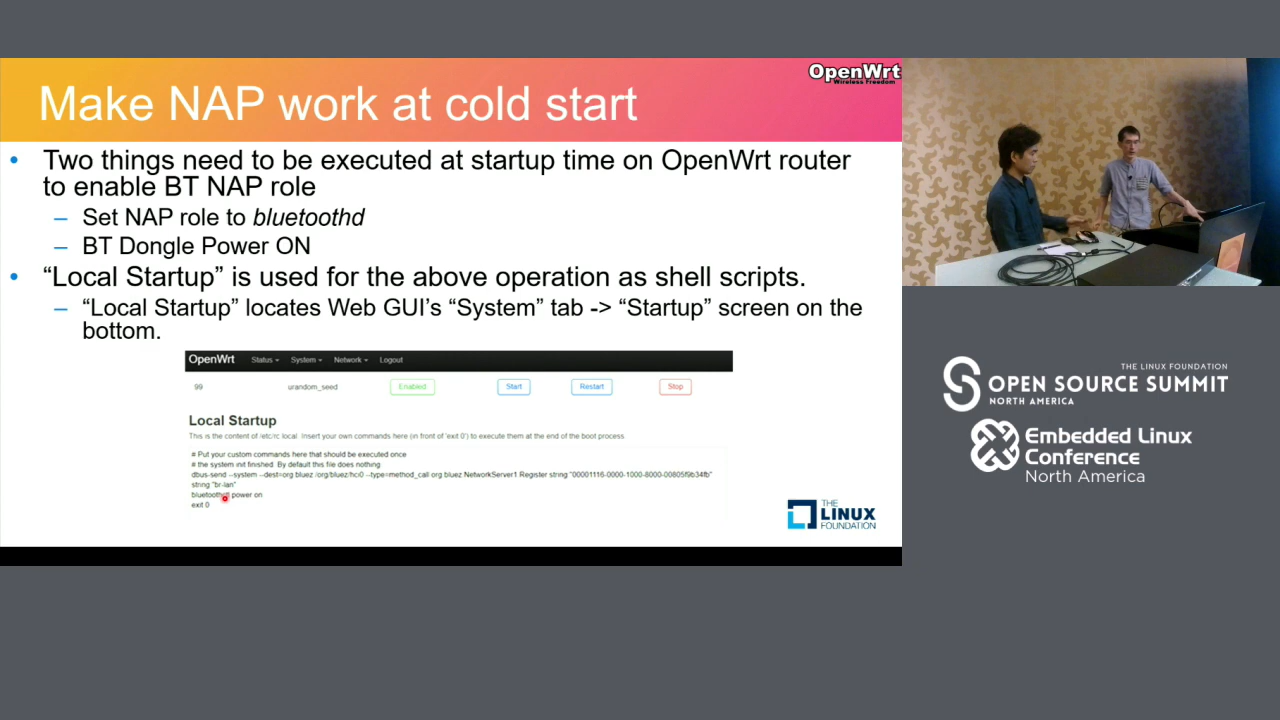 OpenWrt
Wireless Freedom
Make NAP work at cold start
• Two things need to be executed at startup time on OpenWrt router
to enable BT NAP role
– Set NAP role to bluetoothd
– BT Dongle Power ON
• “Local Startup” is used for the above operation as shell scripts.
– “Local Startup” locates Web GUI’s “System” tab -> “Startup” screen on the
bottom.
OpenWrt Status System Network Logout
99 urandom_seed Enabled Start Restart Stop
Local Startup
This is the content of /etc/rc.local. Insert your own commands here (in front of 'exit 0') to execute them at the end of the boot process.
# Put your custom commands here that should be executed once
# the system init finished. By default this file does nothing
dbus-send --system --dest=org.bluez /org/bluez/hci0 --type=method_call org.bluez.NetworkServer1.Register string:"00001116-0000-1000-8000-00805f9b34fb"
string:"br-lan"
bluetoothctl power on
exit 0
THE
LINUX
FOUNDATION
THE LINUX FOUNDATION
OPEN SOURCE SUMMIT
NORTH AMERICA
Embedded Linux
Conference
North America